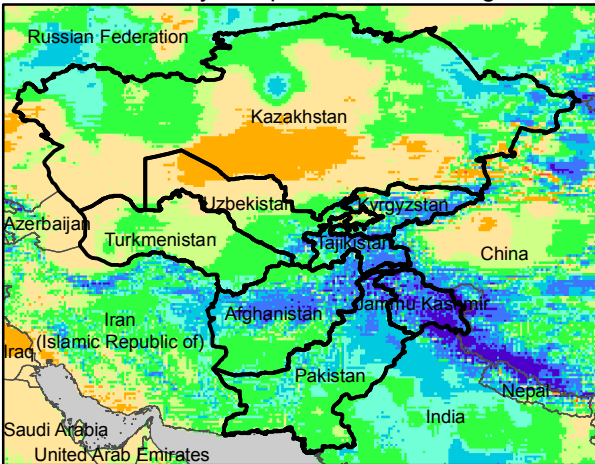 Russian Federation
Kazakhstan
Uzbekistan
Kyrgyzstan
Azerbaijan
Turkmenistan
Tajikistan
China
Afghanistan
Jammu Kashmir
Iran
(Islamic Republic of)
Iraq
Pakistan
Nepal
India
Saudi Arabia
United Arab Emirates